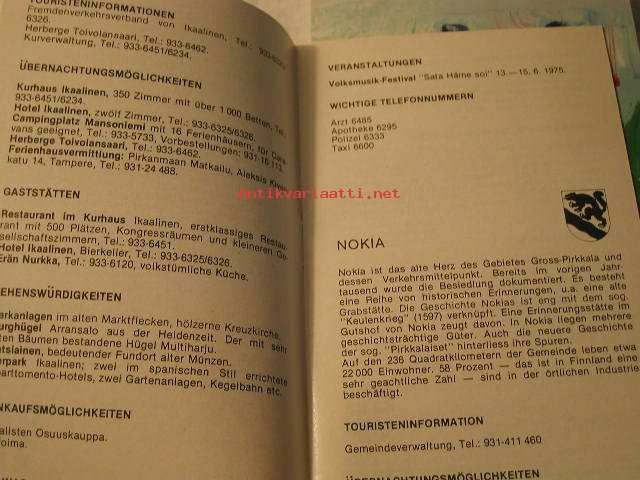 TOURISTENINFORMATIONEN
Fremdenverkehrsverband von Ikaalinen, Tel.: 933-
6326.
Herberge Toivolansaari, Tel.: 933-6462.
Kurverwaltung, Tel.: 933-6451/6234.
ÜBERNACHTUNGSMÖGLICHKEITEN
Kurhaus Ikaalinen, 350 Zimmer mit über 1 000 Betten, Tel.
933-6451/6234.
Hotel Ikaalinen, zwölf Zimmer, Tel.: 933-6325/6326.
Campingplatz Mansoniemi mit 16 Ferienhäusern, für
vans geeignet, Tel.: 933-5733, Vorbestellungen: 931-
Herberge Toivolansaari, Tel.: 933-6462.
Ferienhausvermittlung: Pirkanmaan Matkailu, Aleksis
katu 14, Tampere, Tel.: 931-24 488.
GASTSTÄTTEN
Restaurant im Kurhaus Ikaalinen, erstklassiges Restau-
rant mit 500 Plätzen, Kongressräumen und kleineren Ge-
sellschaftszimmern, Tel.: 933-6451.
Hotel Ikaalinen, Bierkeller, Tel.: 933-6325/6326.
Erän Nurkka, Tel.: 933-6120, volkstümliche Küche.
EHENSWÜRDIGKEITEN
arkanlagen im alten Marktflecken, hölzerne Kreuzkirche.
urghügel Arransalo aus der Heidenzeit. Der mit sehr
en Bäumen bestandene Hügel Multiharju.
tslainen, bedeutender Fundort alter Münzen.
park Ikaalinen; zwei im spanischen Stil errichtete
parttomento-Hotels, zwei Gartenanlagen, Kegelbahn etc.
NKAUFSMÖGLICHKEITEN
alisten Osuuskauppa.
oima.
VERANSTALTUNGEN
Volksmusik-Festival "Sata Häme soi" 13.—15. 6. 1975.
WICHTIGE TELEFONNUMMERN
Arzt 6485
Apotheke 6295
Polizei 6333
Taxi 6600
antikvariaatti.net
NOKIA
Nokia ist das alte Herz des Gebietes Gross-Pirkkala und
dessen Verkehrsmittelpunkt. Bereits im vorigen Jahr-
tausend wurde die Besiedlung dokumentiert. Es besteht
eine Reihe von historischen Erinnerungen, u.a. eine alte
Grabstätte. Die Geschichte Nokias ist eng mit dem sog.
"Keulenkrieg" (1597) verknüpft. Eine Erinnerungsstätte im
Gutshof von Nokia zeugt davon. In Nokia liegen mehrere
geschichtsträchtige Güter. Auch die neuere Geschichte
der sog. "Pirkkalaiset" hinterliess ihre Spuren.
Auf den 236 Quadratkilometern der Gemeinde leben etwa
22 000 Einwohner. 58 Prozent — das ist in Finnland eine
sehr geachtliche Zahl — sind in der örtlichen Industrie
beschäftigt.
TOURISTENINFORMATION
Gemeindeverwaltung, Tel.: 931-411 460
ÜBERNACHTUNGSMÖGLICHKEITEN